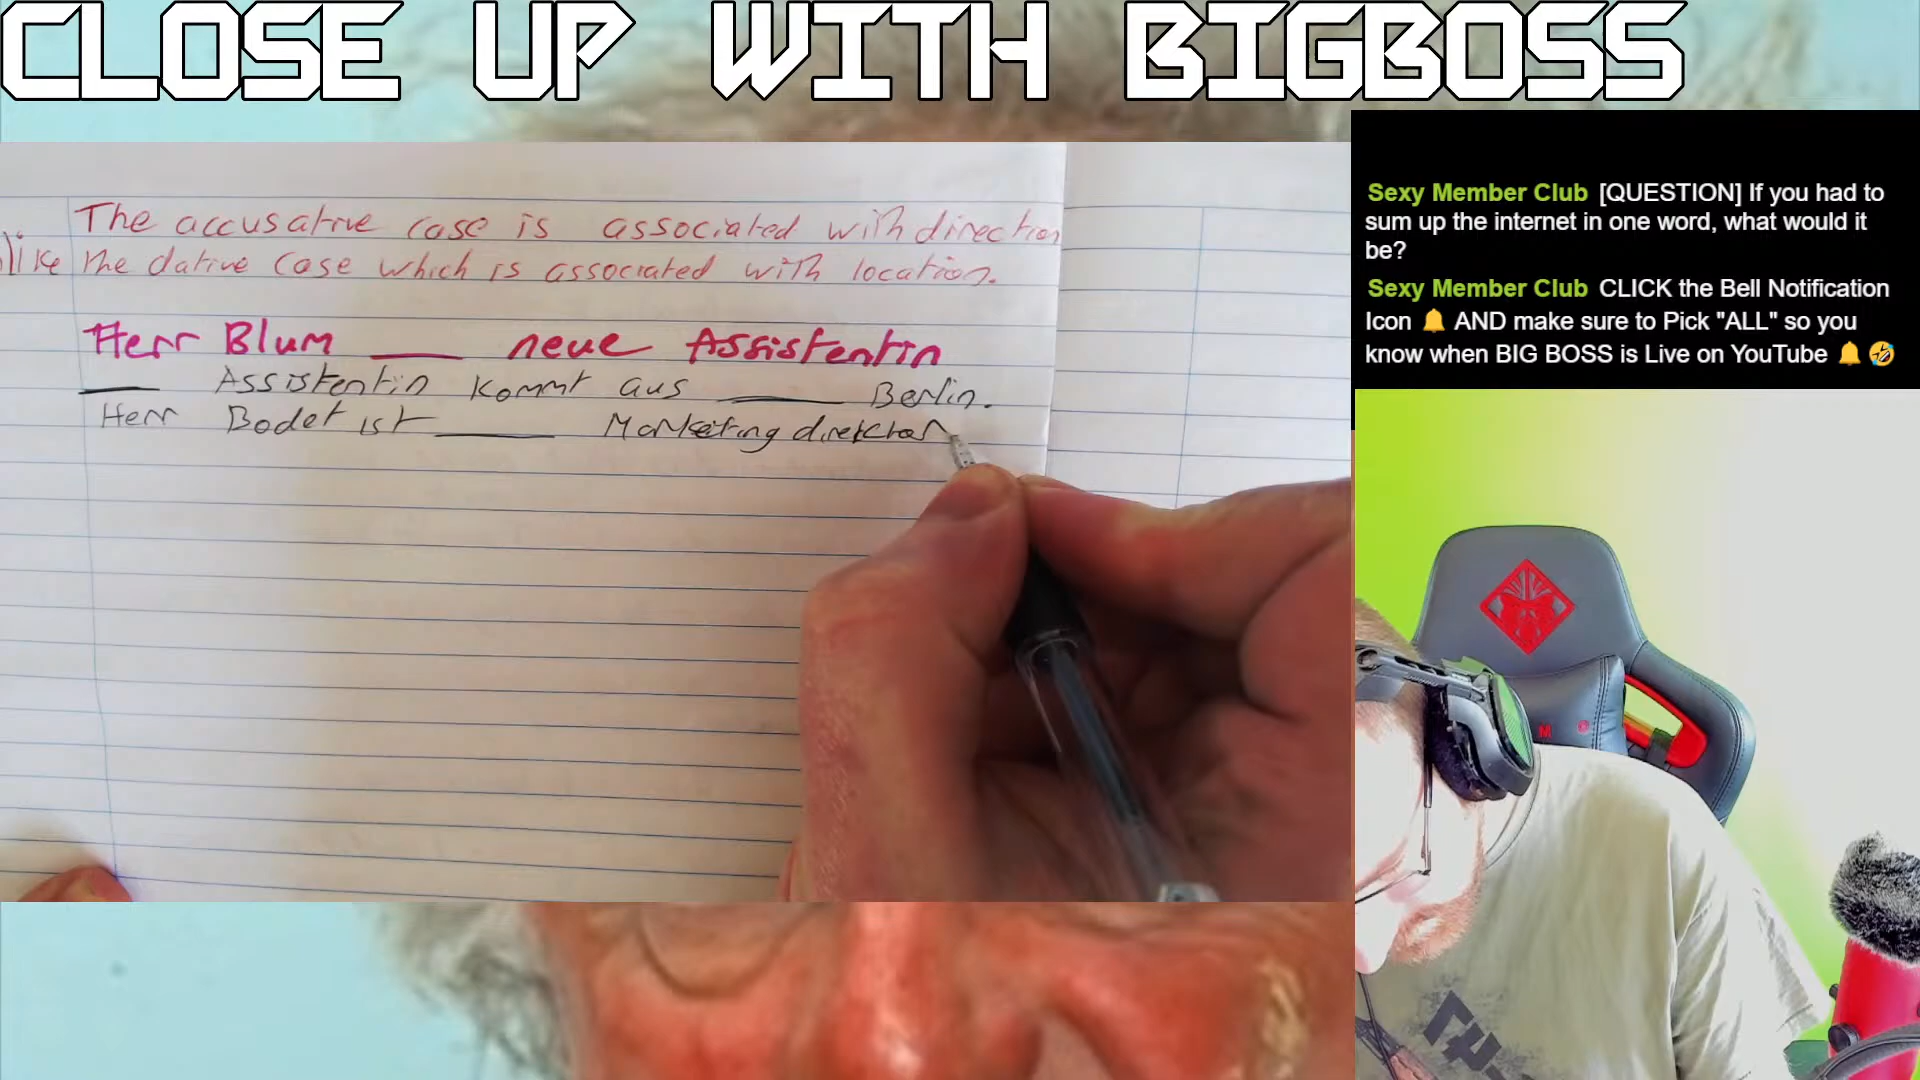 CLOSE UP WITH BIGBOSS
The accusative case is associated with direction
like the dative case which is associated with location.
Herr Blum ____ neue Assistentin
____ Assistentin kommt aus ____ Berlin.
Herr Bodet ist ____ Marketing direktor
Sexy Member Club [QUESTION] If you had to
sum up the internet in one word, what would it
be?
Sexy Member Club CLICK the Bell Notification
Icon 🔔 AND make sure to Pick "ALL" so you
know when BIG BOSS is Live on YouTube 🔔🤣